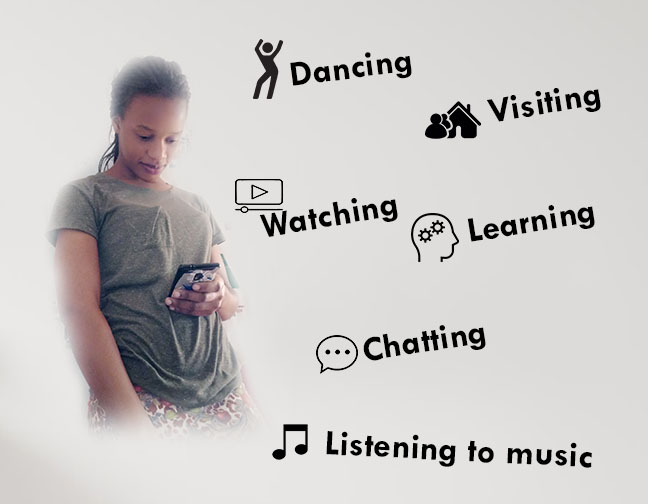 Dancing
Visiting
Watching
Learning
Chatting
Listening to music